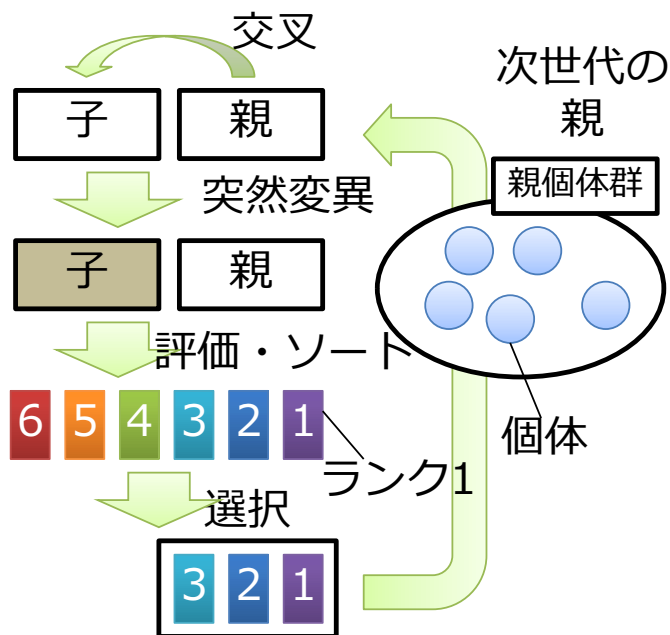 交叉
子
親
次世代の
親
親個体群
突然変異
子
親
評価・ソート
6 5 4 3 2 1
個体
ランク1
選択
3 2 1